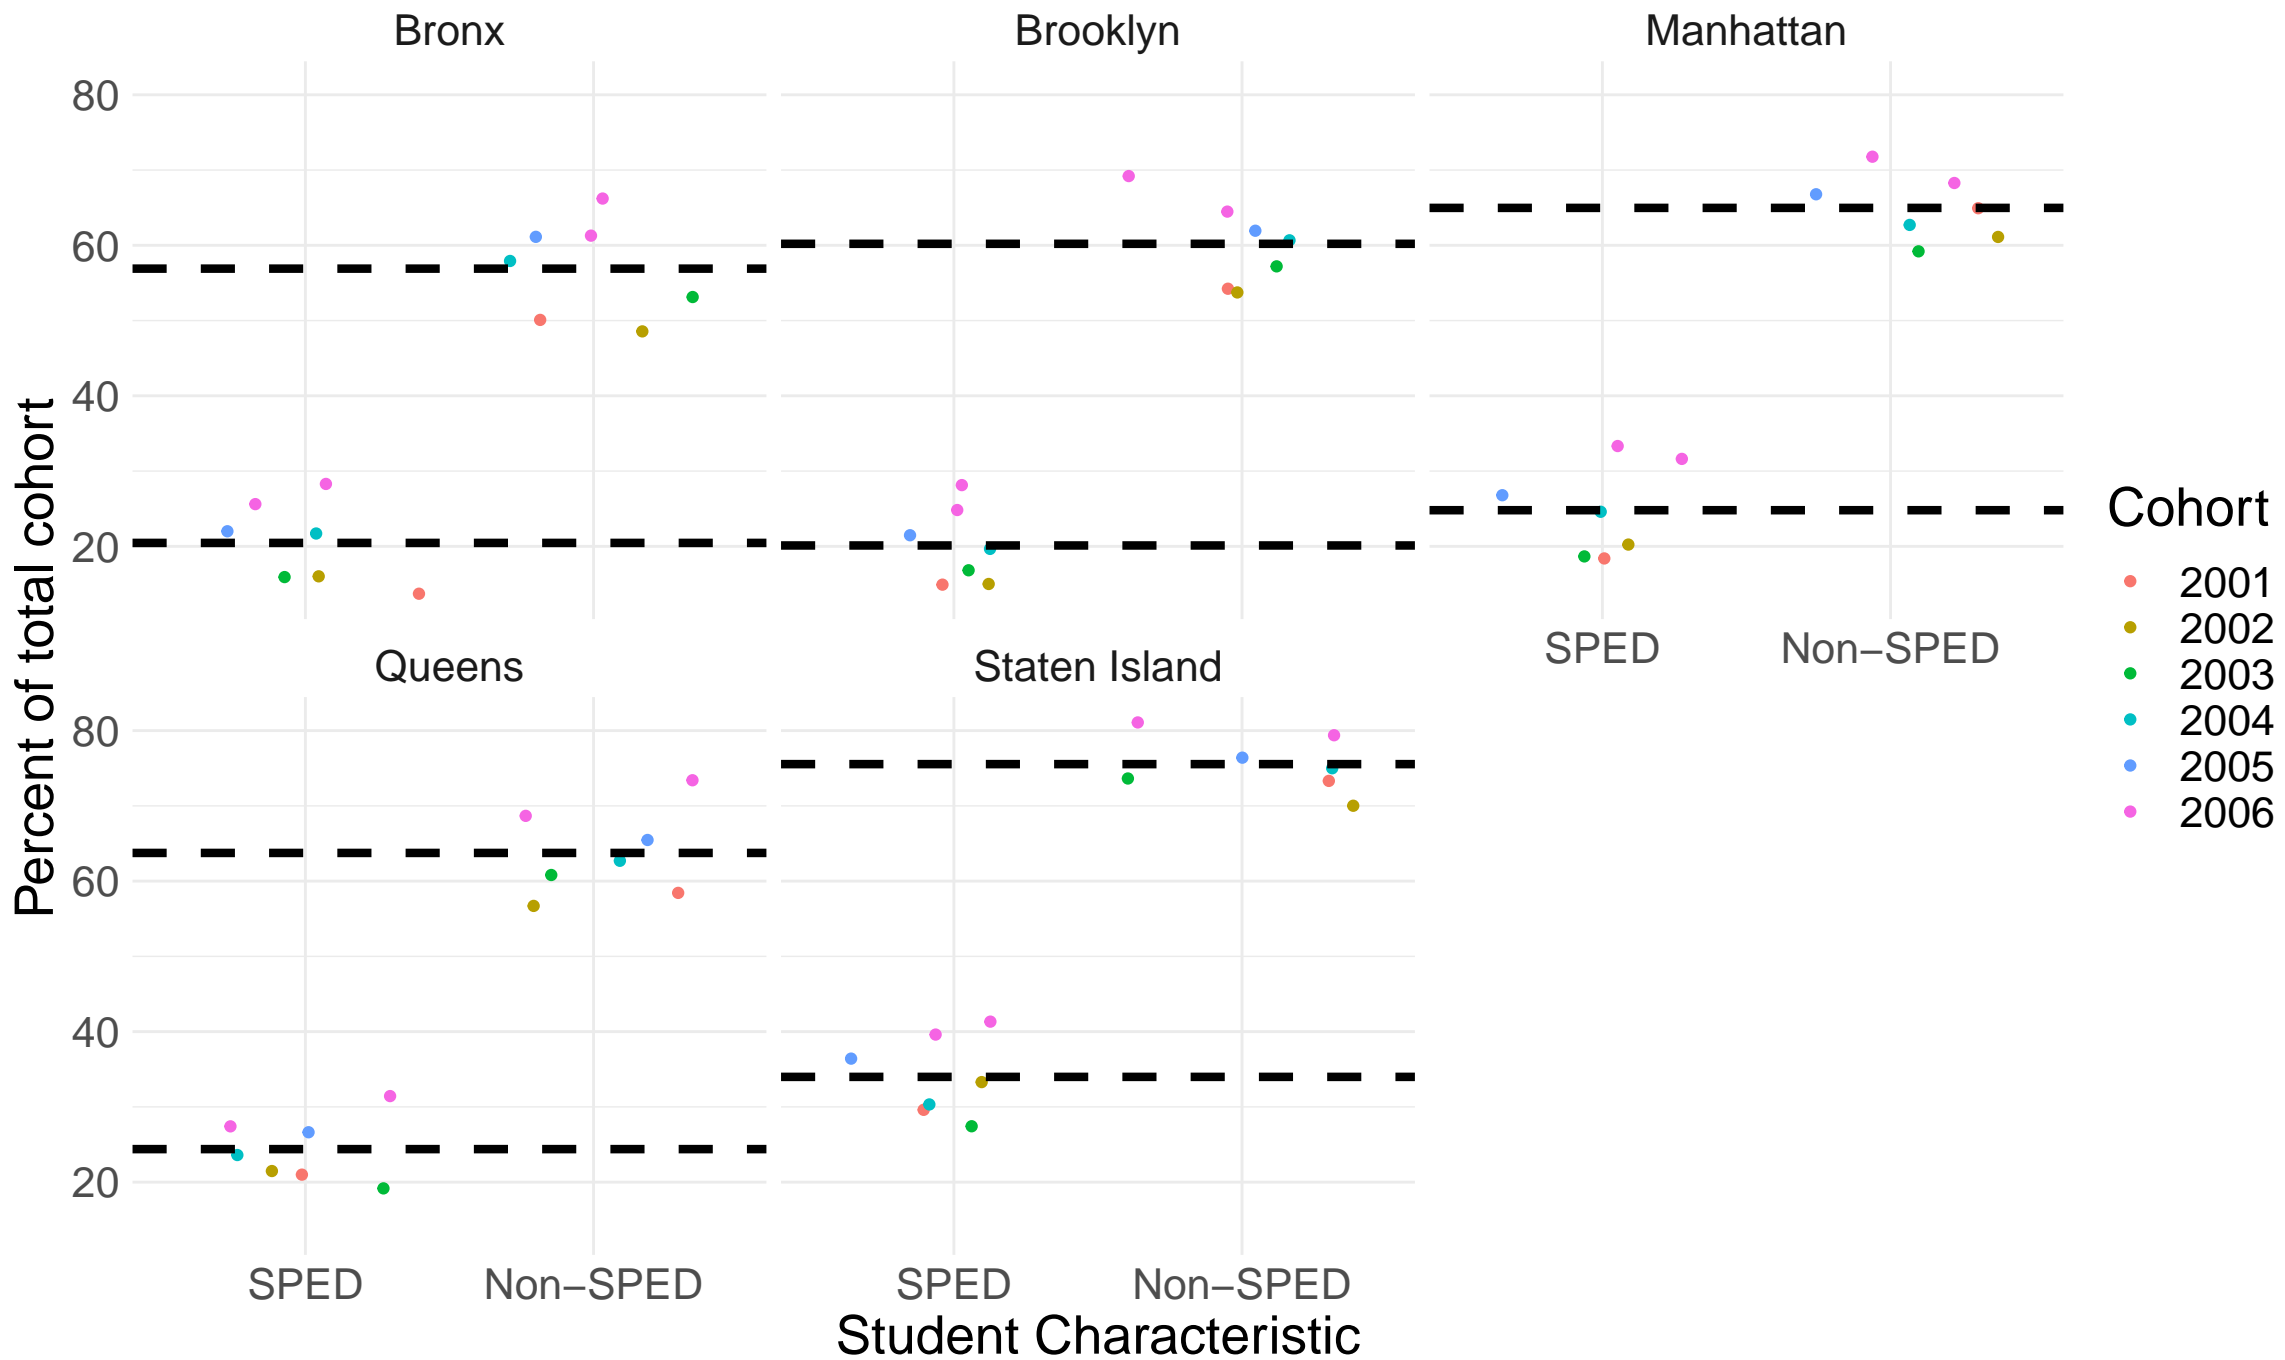 Bronx
Brooklyn
Manhattan
80
60
40
20
SPED
Non−SPED
Queens
Staten Island
80
60
40
20
SPED
Non−SPED
SPED
Non−SPED
Student Characteristic
Percent of total cohort
Cohort
2001
2002
2003
2004
2005
2006